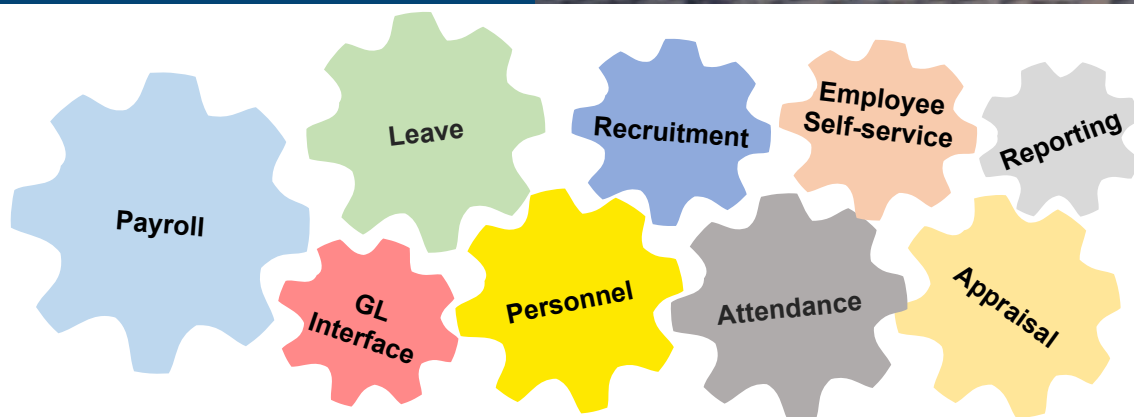 Payroll
Leave
Recruitment
Employee
Self-service
Reporting
GL
Interface
Personnel
Attendance
Appraisal